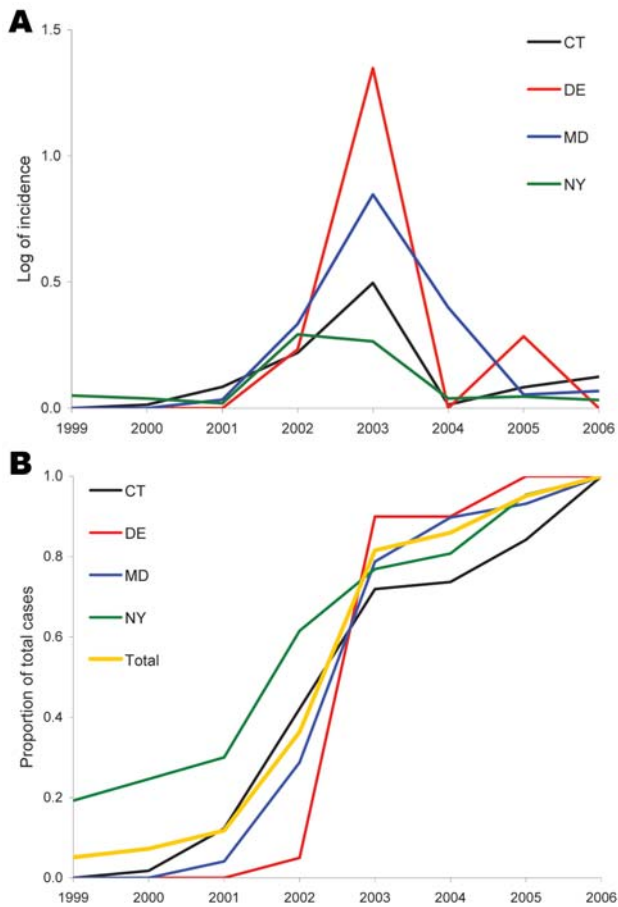 A
1.5
1.0
0.5
0.0
Log of incidence
CT
DE
MD
NY
1999 2000 2001 2002 2003 2004 2005 2006
B
1.0
0.8
0.6
0.4
0.2
0.0
Proportion of total cases
CT
DE
MD
NY
Total
1999 2000 2001 2002 2003 2004 2005 2006